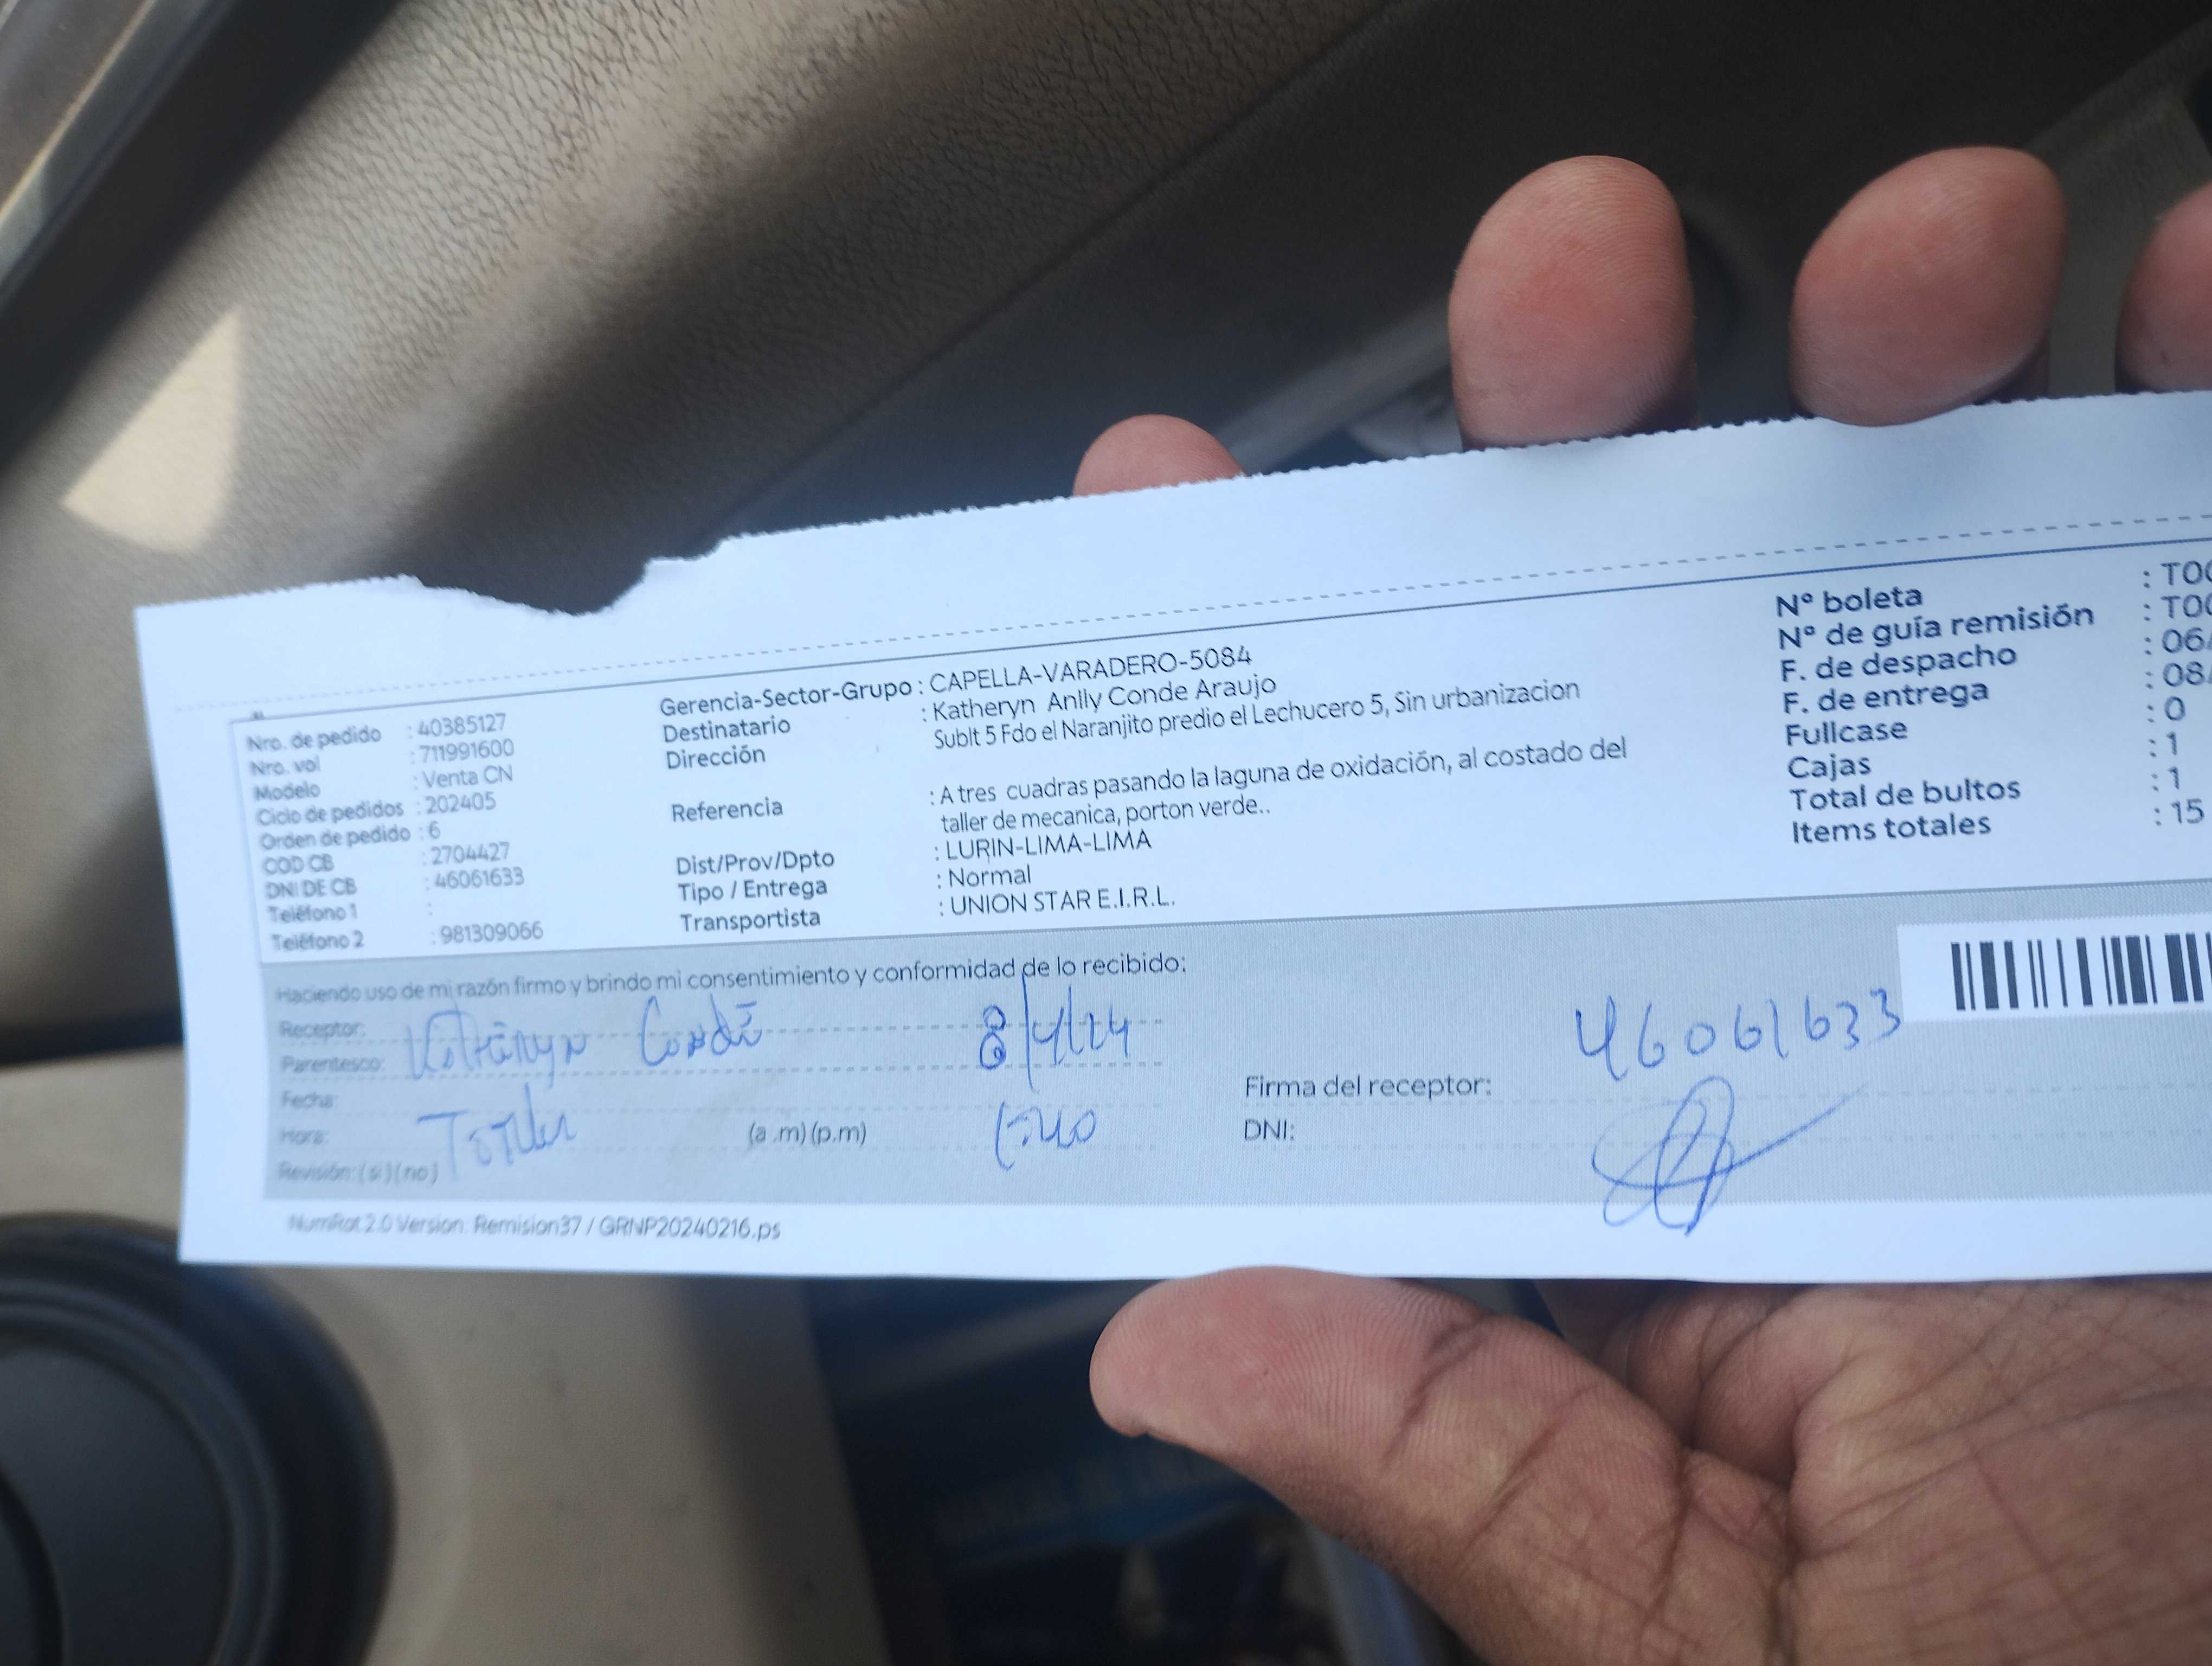 Nro. de pedido : 40385127
Nro. vol : 711991600
Modelo : Venta CN
Ciclo de pedidos : 202405
Orden de pedido : 6
COD CB : 2704427
DNI DE CB : 46061633
Teléfono 1 :
Teléfono 2 : 981309066
Gerencia-Sector-Grupo : CAPELLA-VARADERO-5084
Destinatario : Katheryn Anlly Conde Araujo
Dirección Sublt 5 Fdo el Naranjito predio el Lechucero 5, Sin urbanizacion
Referencia : A tres cuadras pasando la laguna de oxidación, al costado del
taller de mecanica, porton verde..
Dist/Prov/Dpto : LURIN-LIMA-LIMA
Tipo / Entrega : Normal
Transportista : UNION STAR E.I.R.L.
N° boleta : T00
N° de guía remisión : T00
F. de despacho : 06
F. de entrega : 08
Fullcase : 0
Cajas : 1
Total de bultos : 1
Items totales : 15
Haciendo uso de mi razón firmo y brindo mi consentimiento y conformidad de lo recibido:
Receptor:
Parentesco: Conde 8/4/24
Fecha:
Hora: (a .m) (p.m)
Revisión: (si) (no)
46061633
Firma del receptor:
DNI:
NumRot 2.0 Version: Remision37 / GRNP20240216.ps